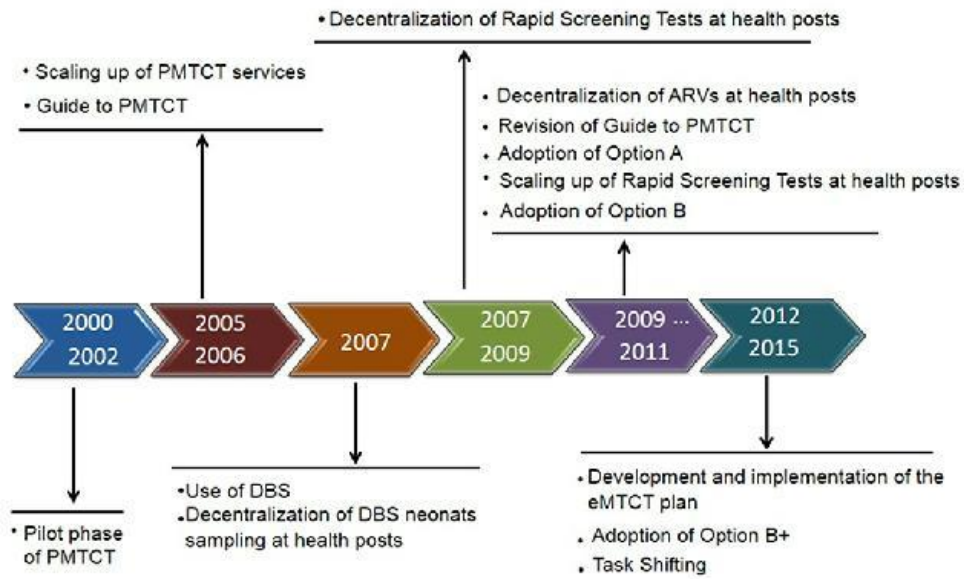 • Decentralization of Rapid Screening Tests at health posts
• Scaling up of PMTCT services
• Guide to PMTCT
• Decentralization of ARVs at health posts
• Revision of Guide to PMTCT
• Adoption of Option A
• Scaling up of Rapid Screening Tests at health posts
• Adoption of Option B
2000
2002
2005
2006
2007
2007
2009
2009 ...
2011
2012
2015
• Pilot phase
of PMTCT
•Use of DBS
•Decentralization of DBS neonats
sampling at health posts
• Development and implementation of the
eMTCT plan
• Adoption of Option B+
• Task Shifting